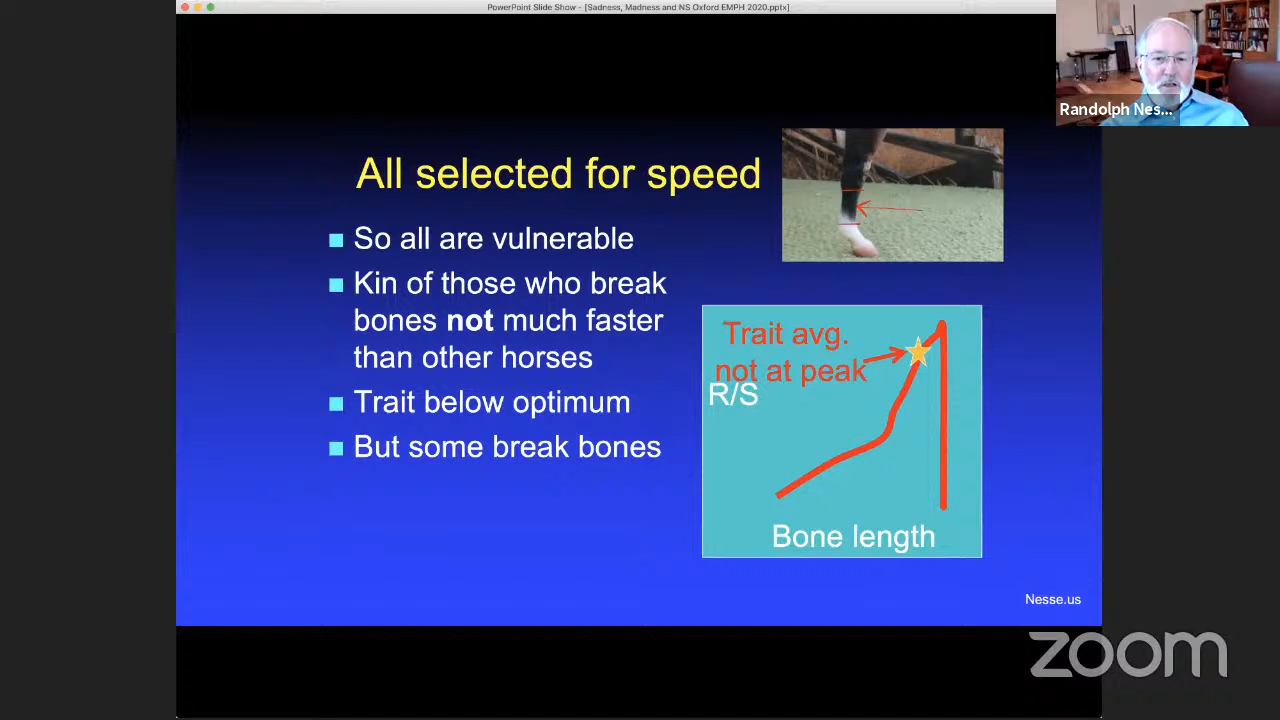 PowerPoint Slide Show - [Sadness, Madness and NS Oxford EMPH 2020.pptx]
Randolph Nes...
All selected for speed
So all are vulnerable
Kin of those who break
bones not much faster
than other horses
Trait below optimum
But some break bones
Trait avg.
not at peak
R/S
Bone length
Nesse.us
zoom